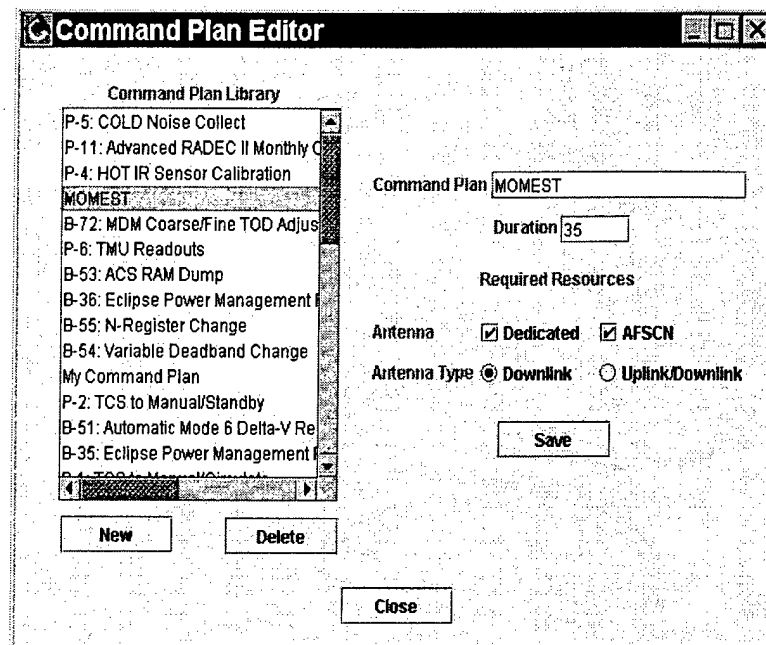 Command Plan Editor
Command Plan Library
P-5: COLD Noise Collect
P-11: Advanced RADEC II Monthly C
P-4: HOT IR Sensor Calibration
MOMEST
B-72: MDM Coarse/Fine TOD Adjus
P-6: TMU Readouts
B-53: ACS RAM Dump
B-36: Eclipse Power Management
B-55: N-Register Change
B-54: Variable Deadband Change
My Command Plan
P-2: TCS to Manual/Standby
B-51: Automatic Mode 6 Delta-V Re
B-35: Eclipse Power Management
New
Delete
Command Plan MOMEST
Duration 35
Required Resources
Antenna Dedicated AFSCN
Antenna Type Downlink Uplink/Downlink
Save
Close